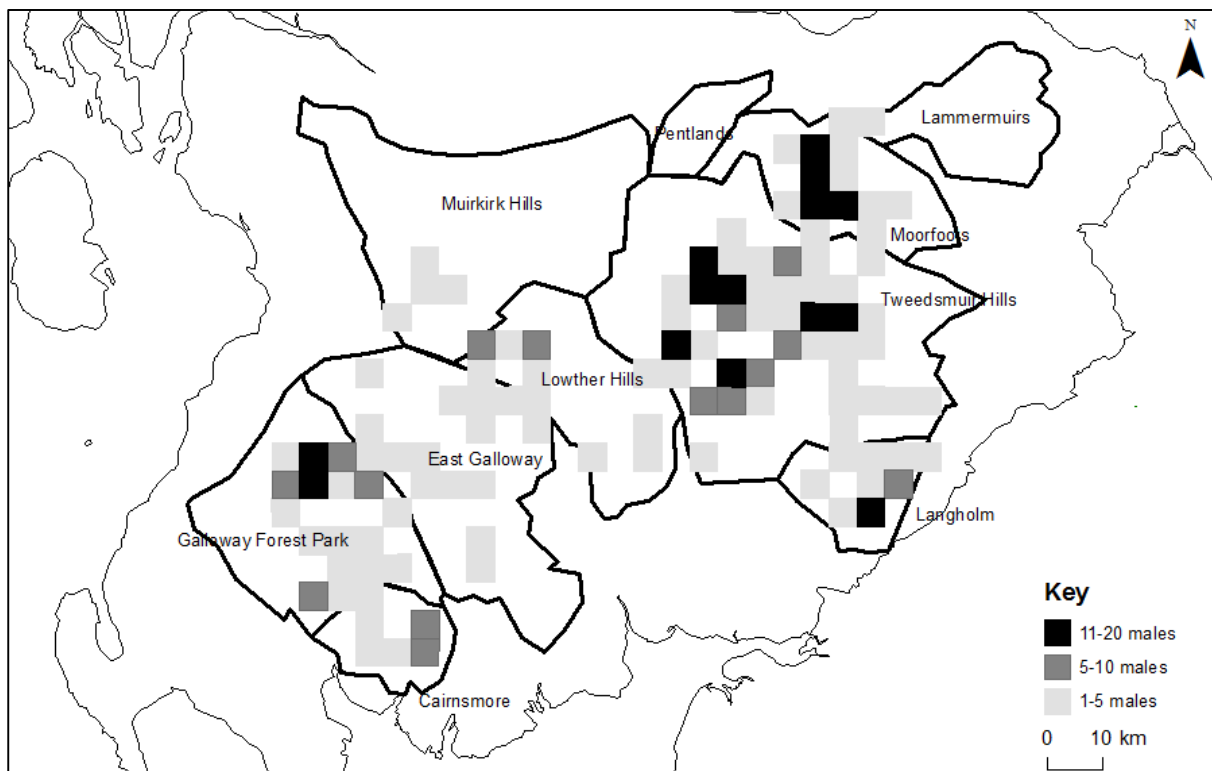 N
Lammermuirs
Pentlands
Muirkirk Hills
Moorfoots
Tweedsmuir Hills
Lowther Hills
East Galloway
Langholm
Galloway Forest Park
Cairnsmore
Key
11-20 males
5-10 males
1-5 males
0 10 km